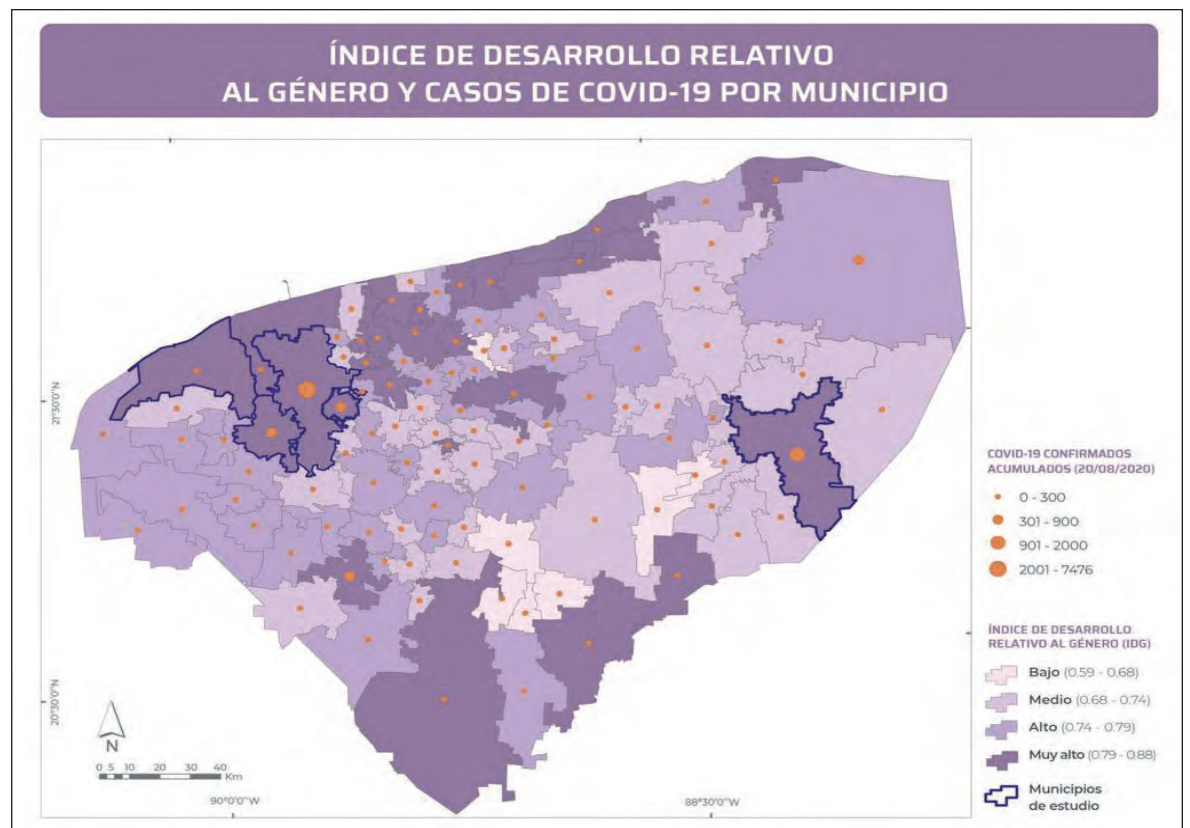 ÍNDICE DE DESARROLLO RELATIVO
AL GÉNERO Y CASOS DE COVID-19 POR MUNICIPIO
21°30'0"N
20°30'0"N
N
0 5 10 20 30 40
Km
90°0'0"W
88°30'0"W
COVID-19 CONFIRMADOS
ACUMULADOS (20/08/2020)
0 - 300
301 - 900
901 - 2000
2001 - 7476
ÍNDICE DE DESARROLLO
RELATIVO AL GÉNERO (IDG)
Bajo (0.59 - 0.68)
Medio (0.68 - 0.74)
Alto (0.74 - 0.79)
Muy alto (0.79 - 0.88)
Municipios
de estudio